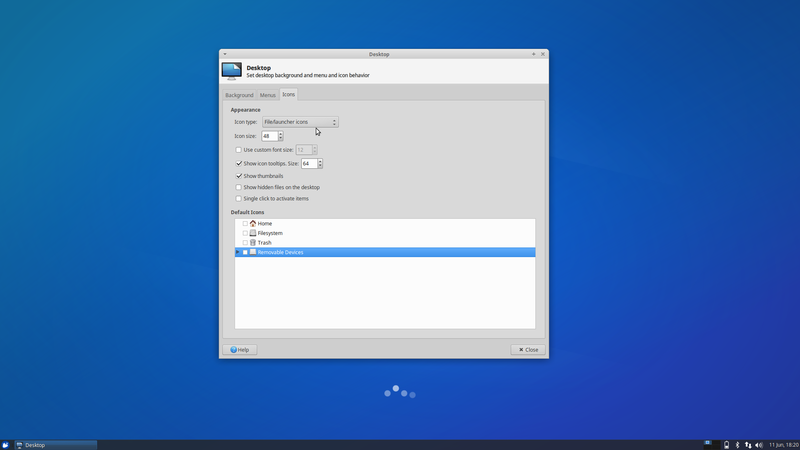 Desktop
Desktop
Set desktop background and menu and icon behavior
Background Menus Icons
Appearance
Icon type: File/launcher icons
Icon size: 48
Use custom font size: 12
Show icon tooltips. Size: 64
Show thumbnails
Show hidden files on the desktop
Single click to activate items
Default Icons
Home
Filesystem
Trash
Removable Devices
Help Close
Desktop 11 Jun, 18:20